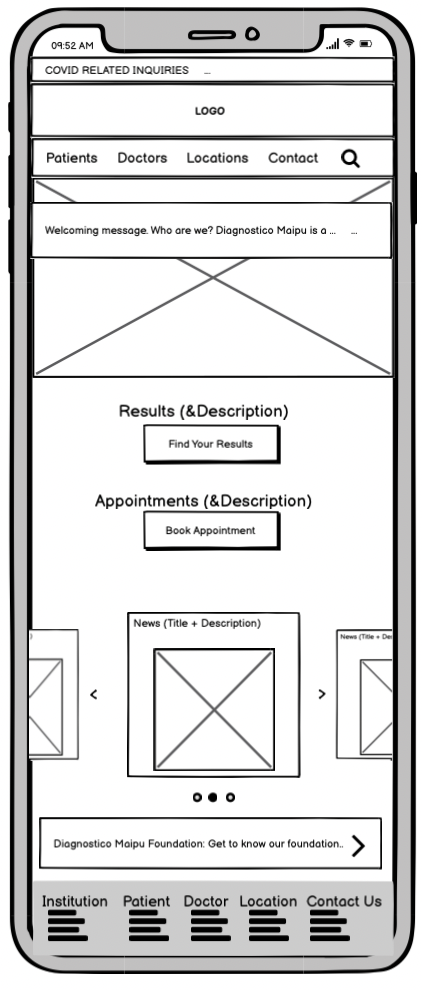 09:52 AM
COVID RELATED INQUIRIES ...
LOGO
Patients Doctors Locations Contact
Welcoming message. Who are we? Diagnostico Maipu is a ... ...
Results (&Description)
Find Your Results
Appointments (&Description)
Book Appointment
News (Title + Description)
)
News (Title + De
< >
Diagnostico Maipu Foundation: Get to know our foundation..
Institution Patient Doctor Location Contact Us